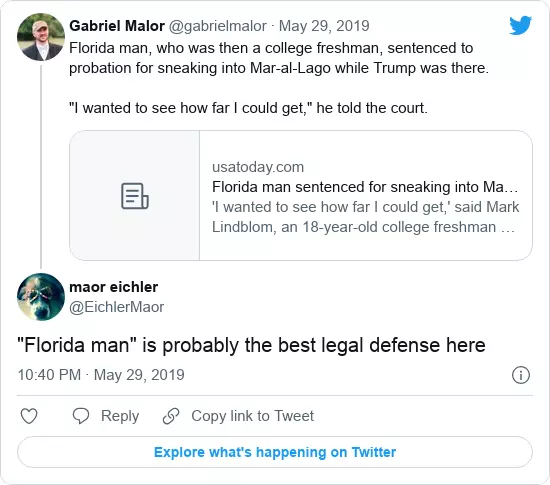 Gabriel Malor @gabrielmalor · May 29, 2019
Florida man, who was then a college freshman, sentenced to
probation for sneaking into Mar-al-Lago while Trump was there.
"I wanted to see how far I could get," he told the court.
usatoday.com
Florida man sentenced for sneaking into Ma…
'I wanted to see how far I could get,' said Mark
Lindblom, an 18-year-old college freshman …
maor eichler
@EichlerMaor
"Florida man" is probably the best legal defense here
10:40 PM · May 29, 2019
Reply
Copy link to Tweet
Explore what's happening on Twitter